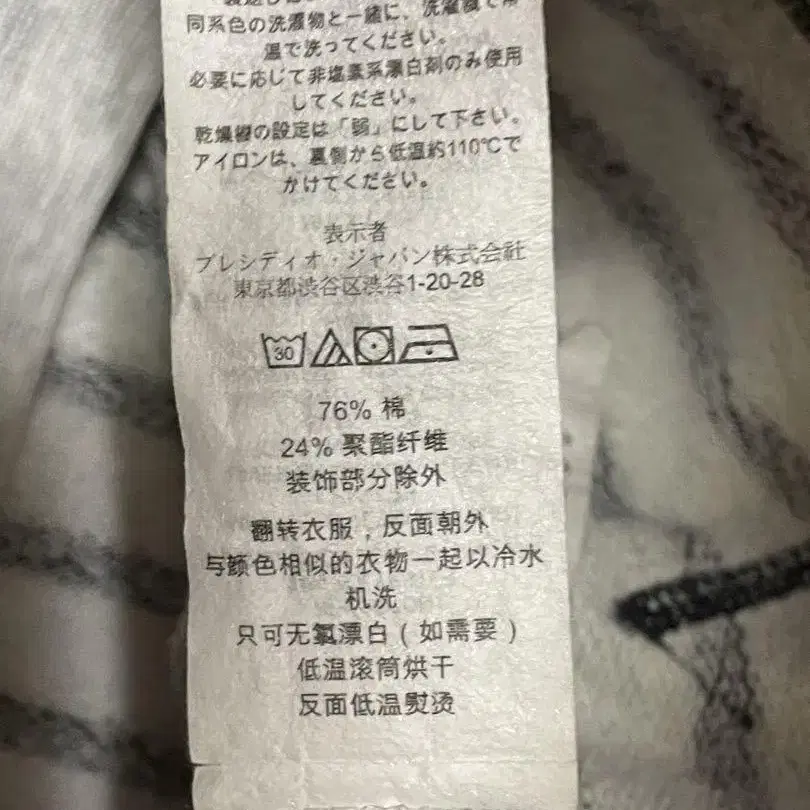 同系色の洗濯物と一緒に、洗濯機で
温で洗ってください。
必要に応じて非塩素系漂白剤のみ使用
してください。
乾燥機の設定は「弱」にして下さい。
アイロンは、裏側から低温約110℃で
かけてください。
表示者
プレシディオ・ジャパン株式会社
東京都渋谷区渋谷1-20-28
30
76% 棉
24% 聚酯纤维
装饰部分除外
翻转衣服，反面朝外
与颜色相似的衣物一起以冷水
机洗
只可无氯漂白（如需要）
低温滚筒烘干
反面低温熨烫